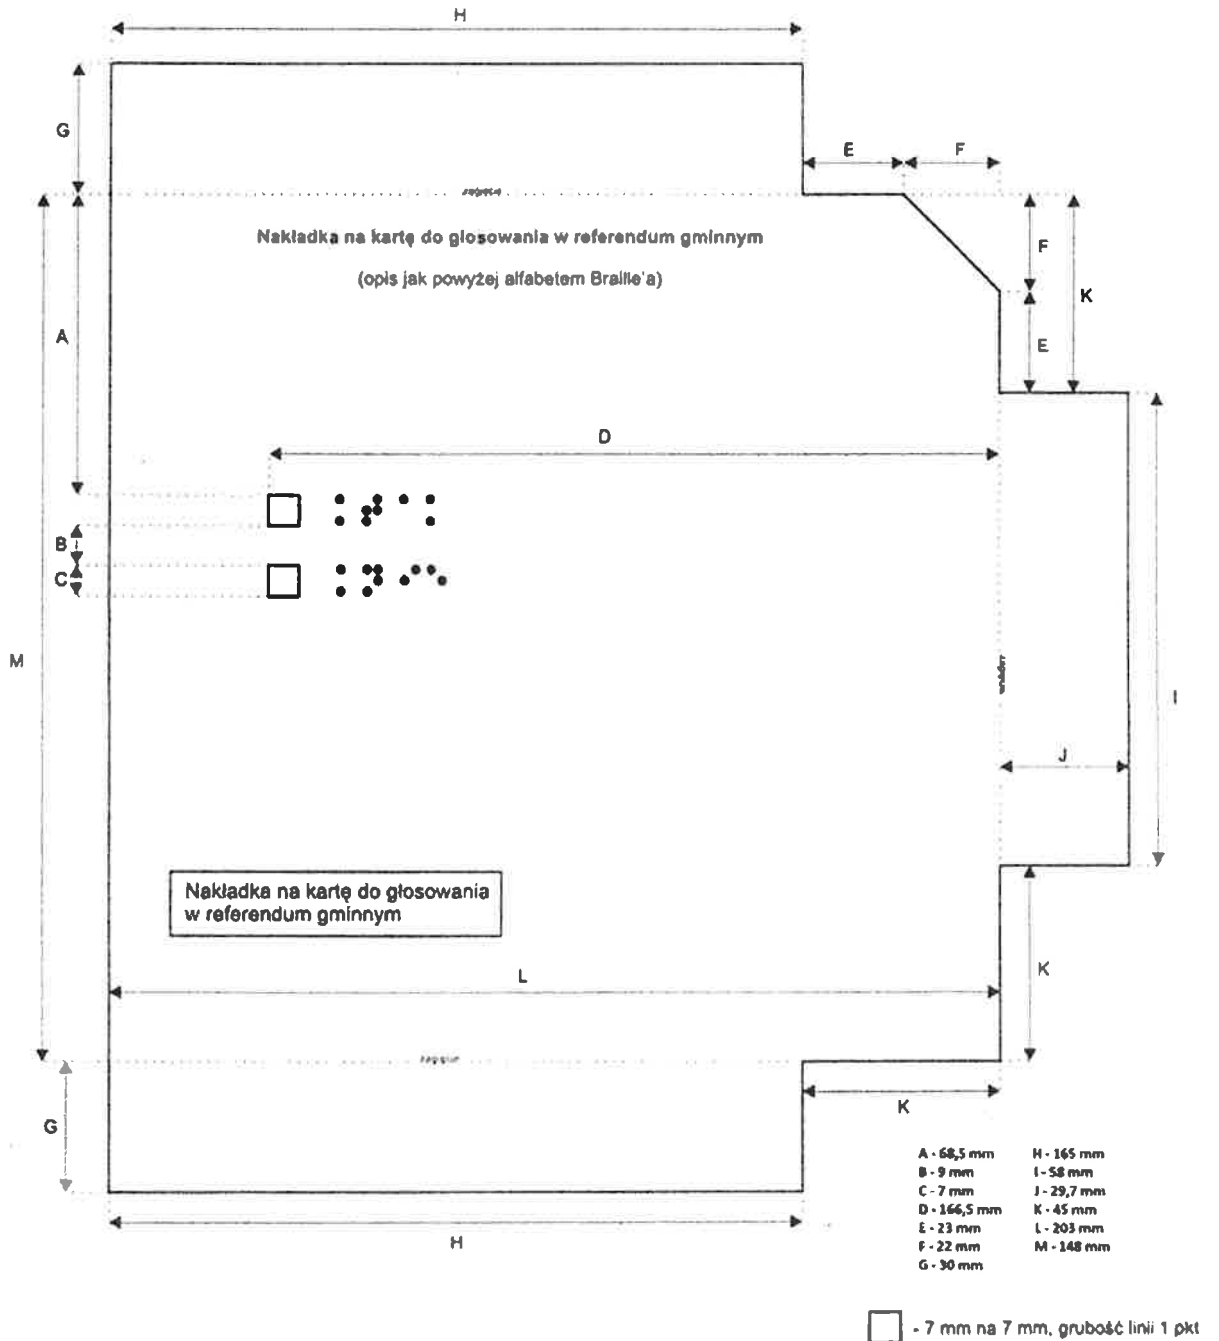 H
G
E F
zagięcie
Nakładka na kartę do głosowania w referendum gminnym
F
(opis jak powyżej alfabetem Braille'a)
K
A
E
D
B
C
M
I
J
Nakładka na kartę do głosowania
w referendum gminnym
K
L
zagięcie
K
G
A - 68,5 mm H - 165 mm
B - 9 mm I - 58 mm
C - 7 mm J - 29,7 mm
D - 166,5 mm K - 45 mm
E - 23 mm L - 203 mm
F - 22 mm M - 148 mm
G - 30 mm
H
- 7 mm na 7 mm, grubość linii 1 pkt